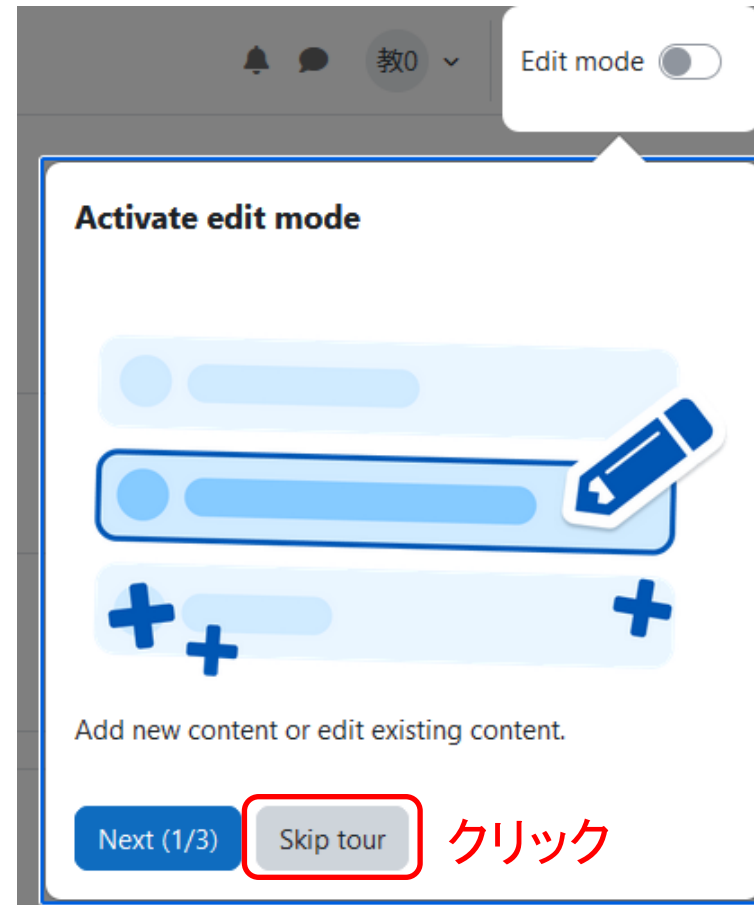 教0
Edit mode
Activate edit mode
Add new content or edit existing content.
Next (1/3)
Skip tour
クリック